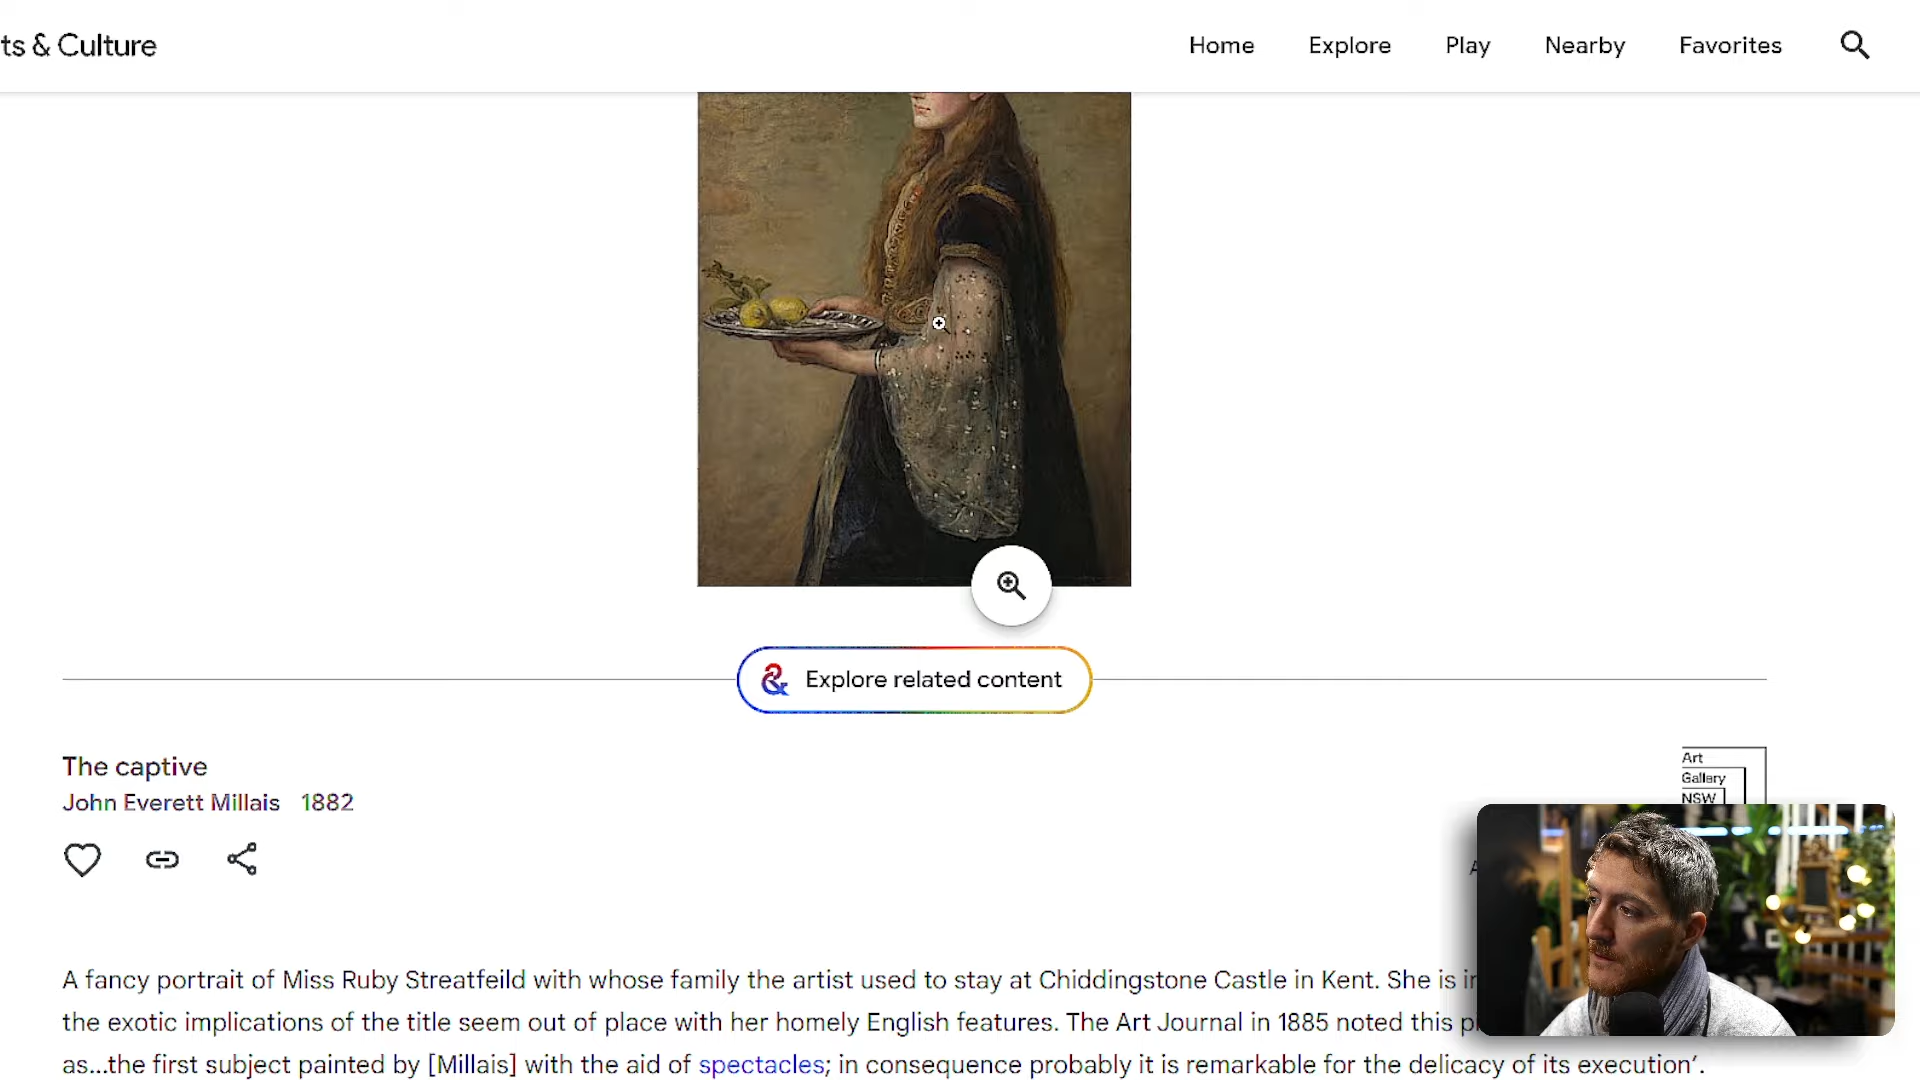 ts & Culture
Home Explore Play Nearby Favorites
Explore related content
The captive
John Everett Millais 1882
Art
Gallery
NSW
A fancy portrait of Miss Ruby Streatfeild with whose family the artist used to stay at Chiddingstone Castle in Kent. She is
the exotic implications of the title seem out of place with her homely English features. The Art Journal in 1885 noted this
as...the first subject painted by [Millais] with the aid of spectacles; in consequence probably it is remarkable for the delicacy of its execution’.